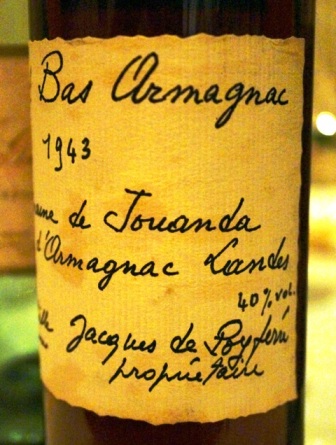 Bas Armagnac
1943
de Jouanda
d'Armagnac Landes
40% vol.
Jacques de Poyferré
propriétaire